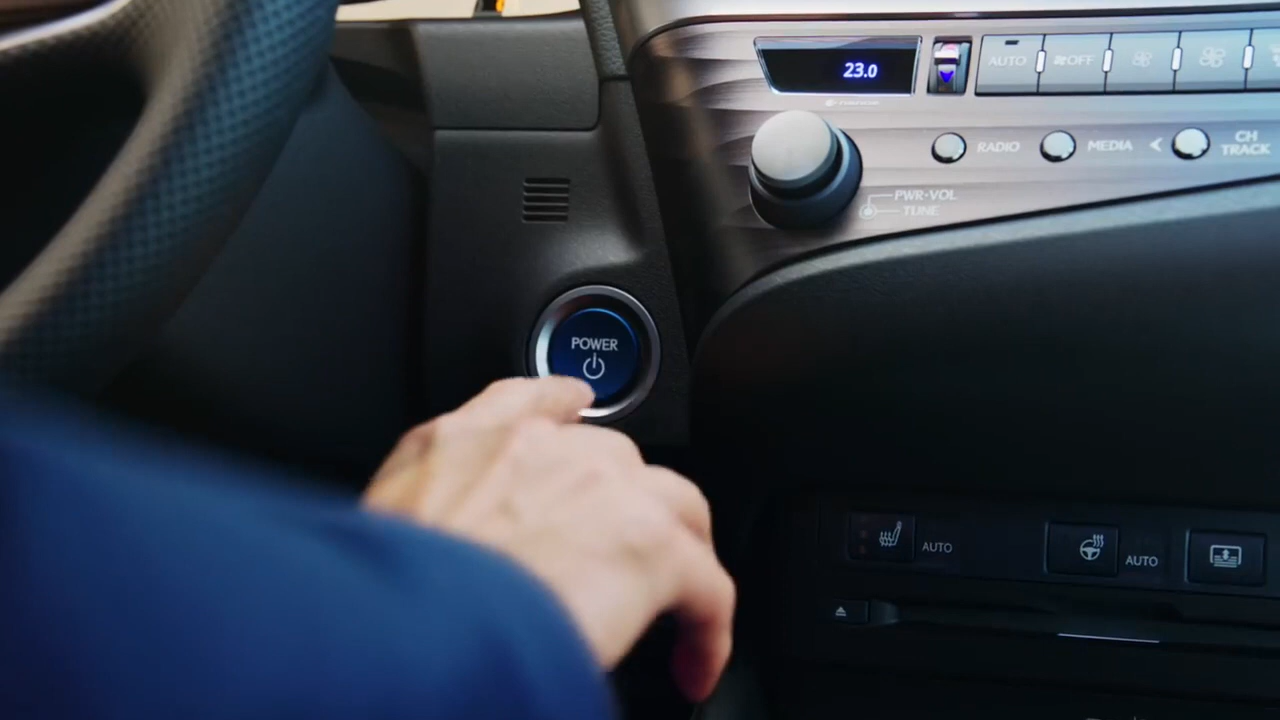 23.0
AUTO
OFF
RADIO
MEDIA
CH
TRACK
PWR·VOL
TUNE
POWER
AUTO
AUTO